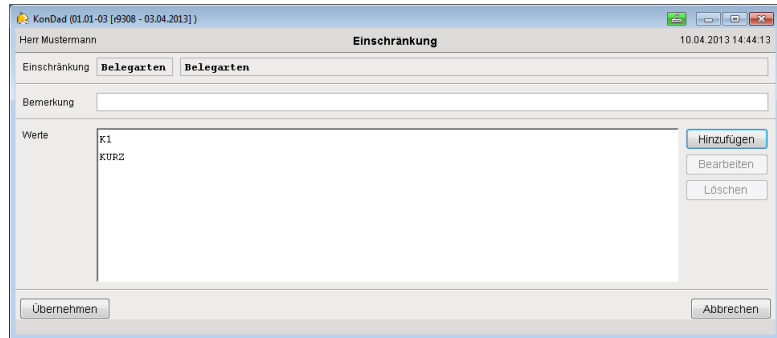 KonDad (01.01-03 [r9308 - 03.04.2013] )
Herr Mustermann Einschränkung 10.04.2013 14:44:13
Einschränkung Belegarten Belegarten
Bemerkung
Werte K1 Hinzufügen
KURZ
Bearbeiten
Löschen
Übernehmen Abbrechen